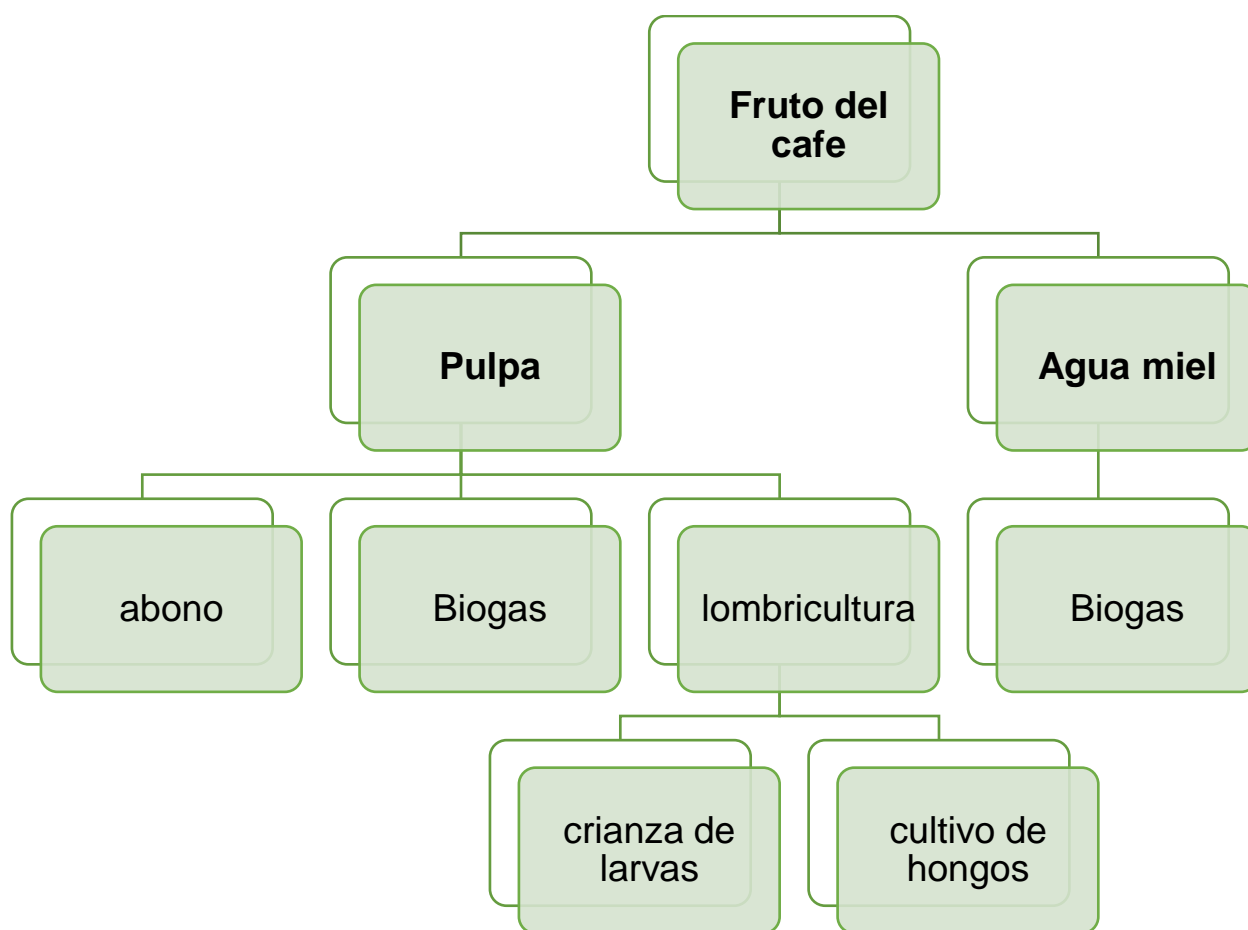 Fruto del
cafe
Pulpa
Agua miel
abono
Biogas
lombricultura
Biogas
crianza de
larvas
cultivo de
hongos